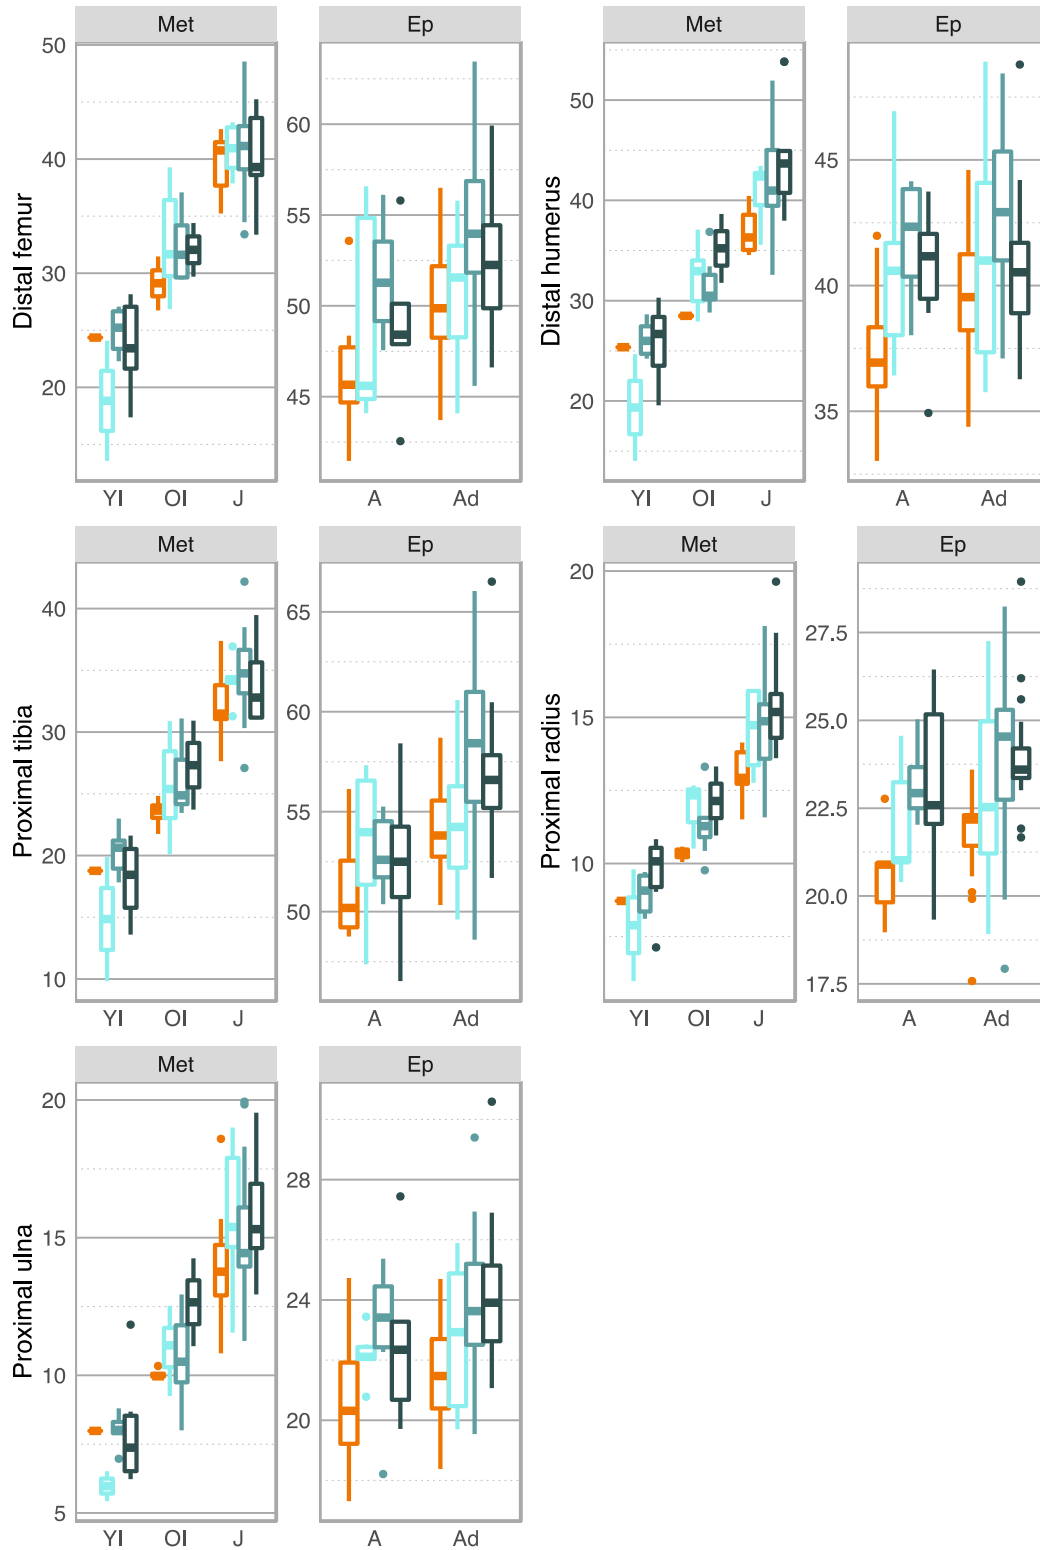 Met
Ep
Distal femur
50
40
30
20
60
55
50
45
YI OI J
A Ad
Met
Ep
Distal humerus
50
40
30
20
45
40
35
YI OI J
A Ad
Met
Ep
Proximal tibia
40
30
20
10
65
60
55
50
YI OI J
A Ad
Met
Ep
Proximal radius
20
15
10
27.5
25.0
22.5
20.0
17.5
YI OI J
A Ad
Met
Ep
Proximal ulna
20
15
10
5
28
24
20
YI OI J
A Ad